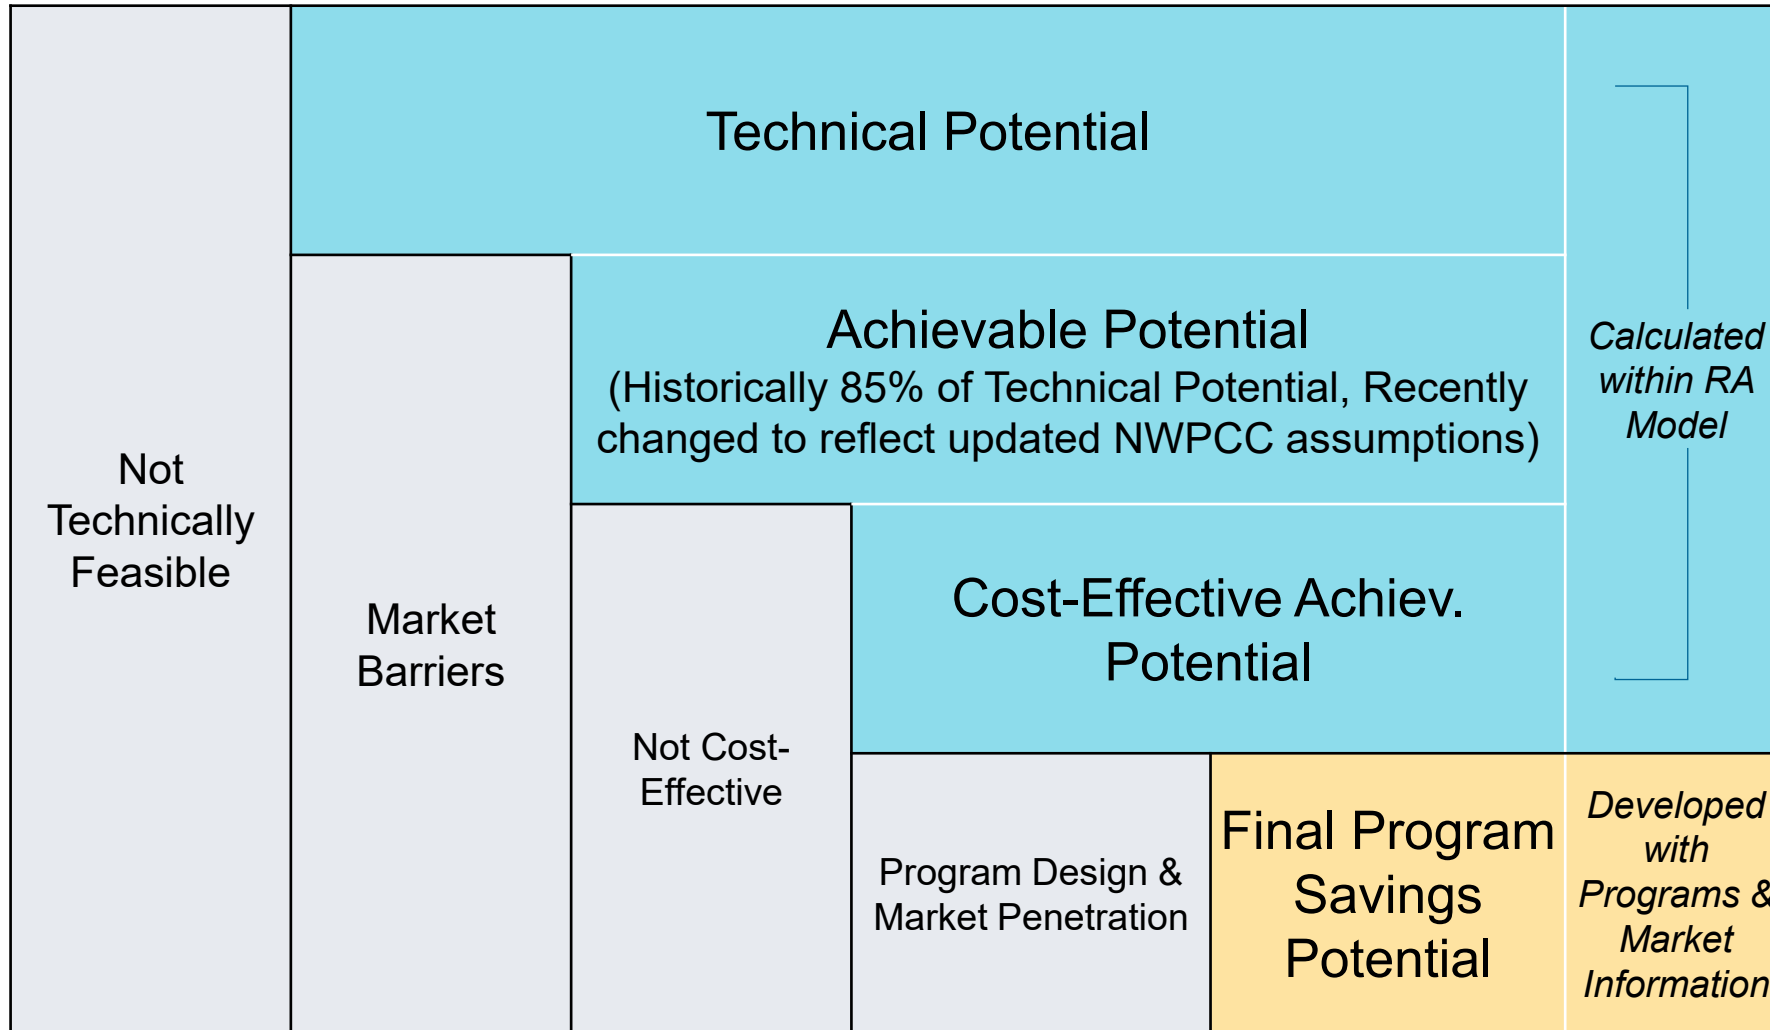 Technical Potential
Achievable Potential
(Historically 85% of Technical Potential, Recently
changed to reflect updated NWPCC assumptions)
Calculated
within RA
Model
Not
Technically
Feasible
Market
Barriers
Cost-Effective Achiev.
Potential
Not Cost-
Effective
Program Design &
Market Penetration
Final Program
Savings
Potential
Developed
with
Programs &
Market
Information